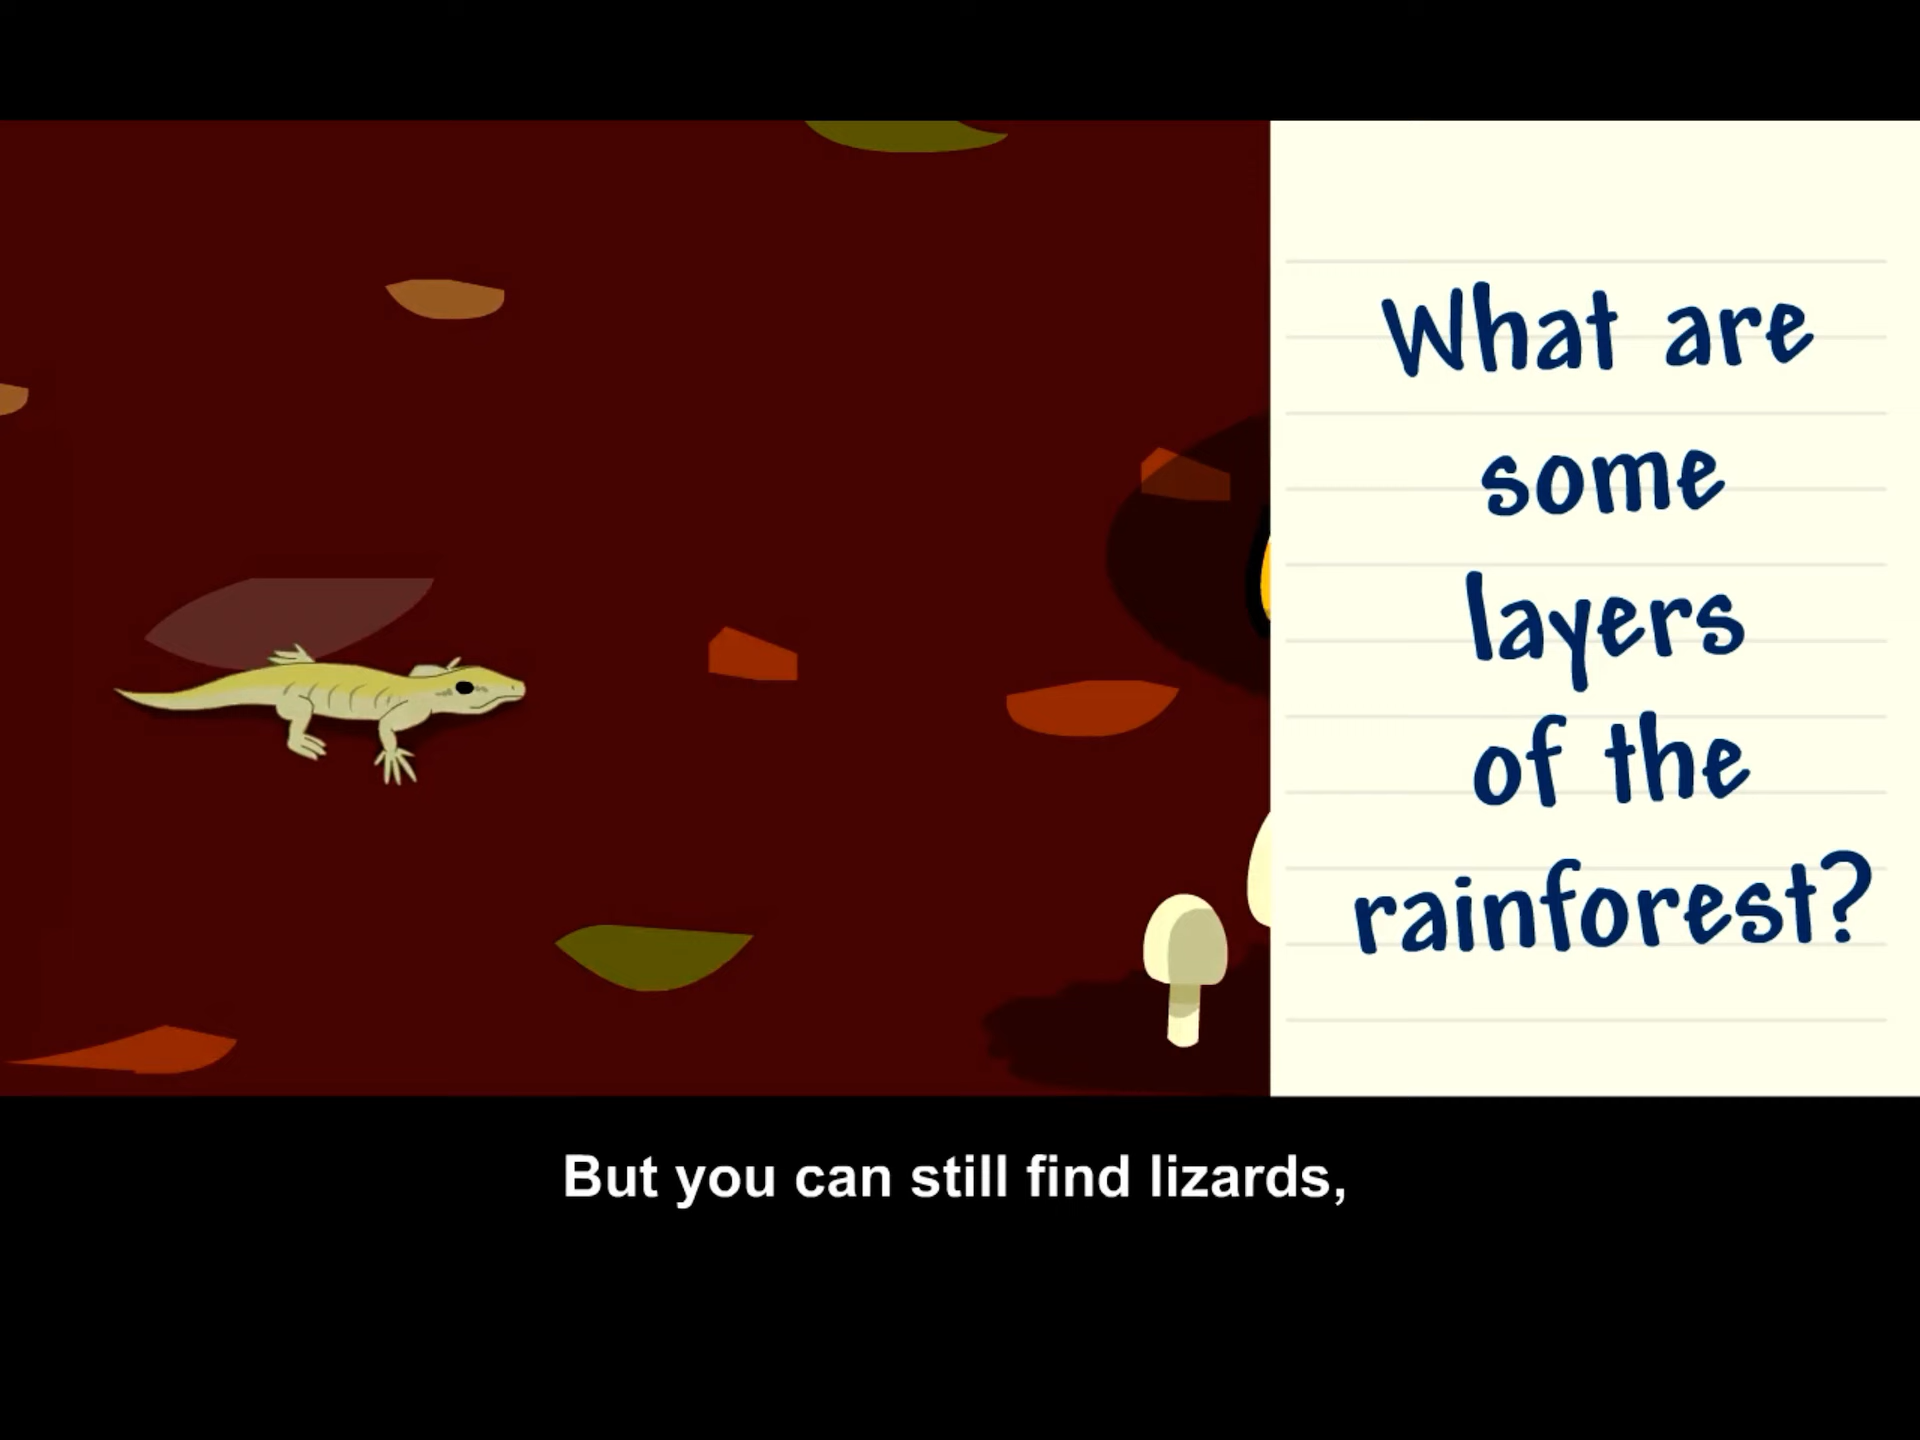 What are
some
layers
of the
rainforest?
But you can still find lizards,